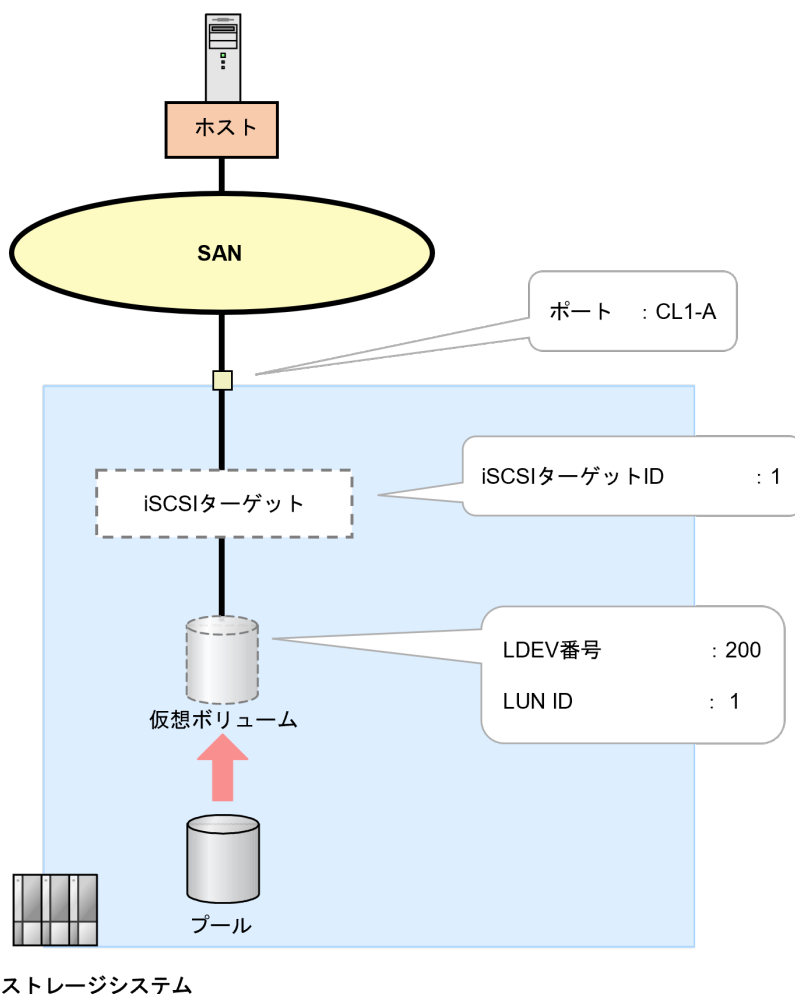 ホスト
SAN
ポート : CL1-A
iSCSIターゲットID : 1
iSCSIターゲット
LDEV番号 : 200
LUN ID : 1
仮想ボリューム
プール
ストレージシステム